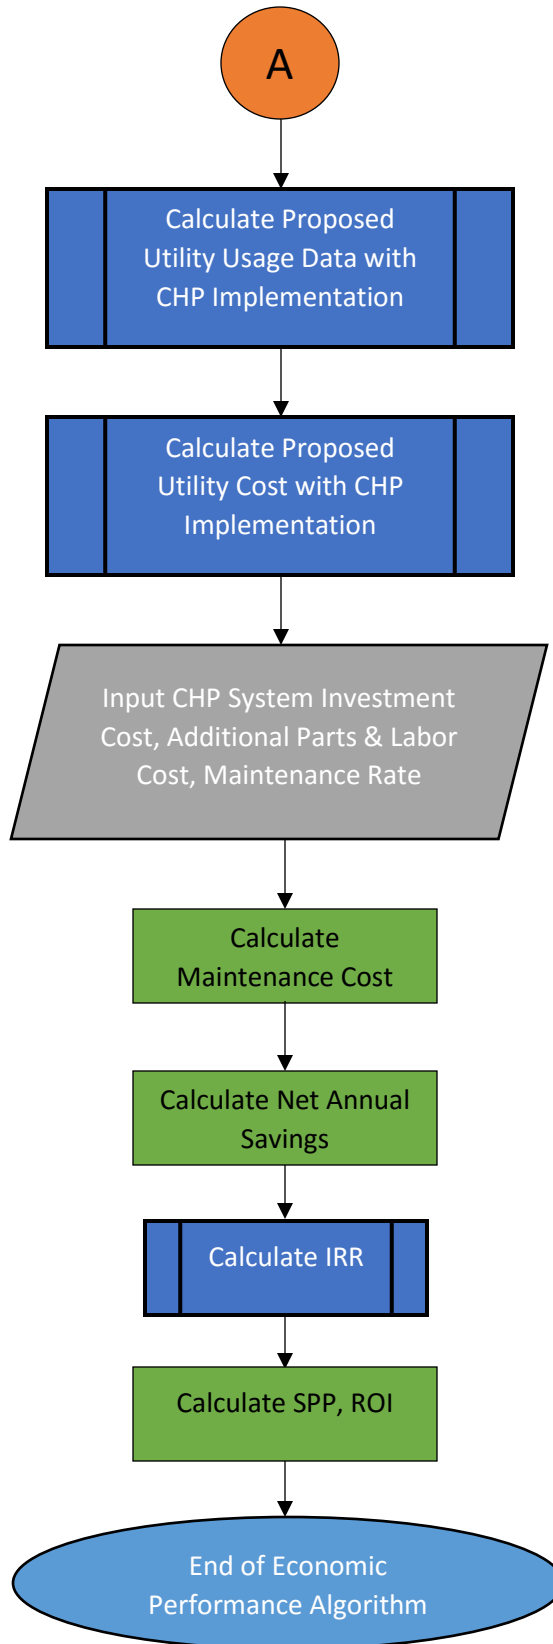 A
Calculate Proposed
Utility Usage Data with
CHP Implementation
Calculate Proposed
Utility Cost with CHP
Implementation
Input CHP System Investment
Cost, Additional Parts & Labor
Cost, Maintenance Rate
Calculate
Maintenance Cost
Calculate Net Annual
Savings
Calculate IRR
Calculate SPP, ROI
End of Economic
Performance Algorithm